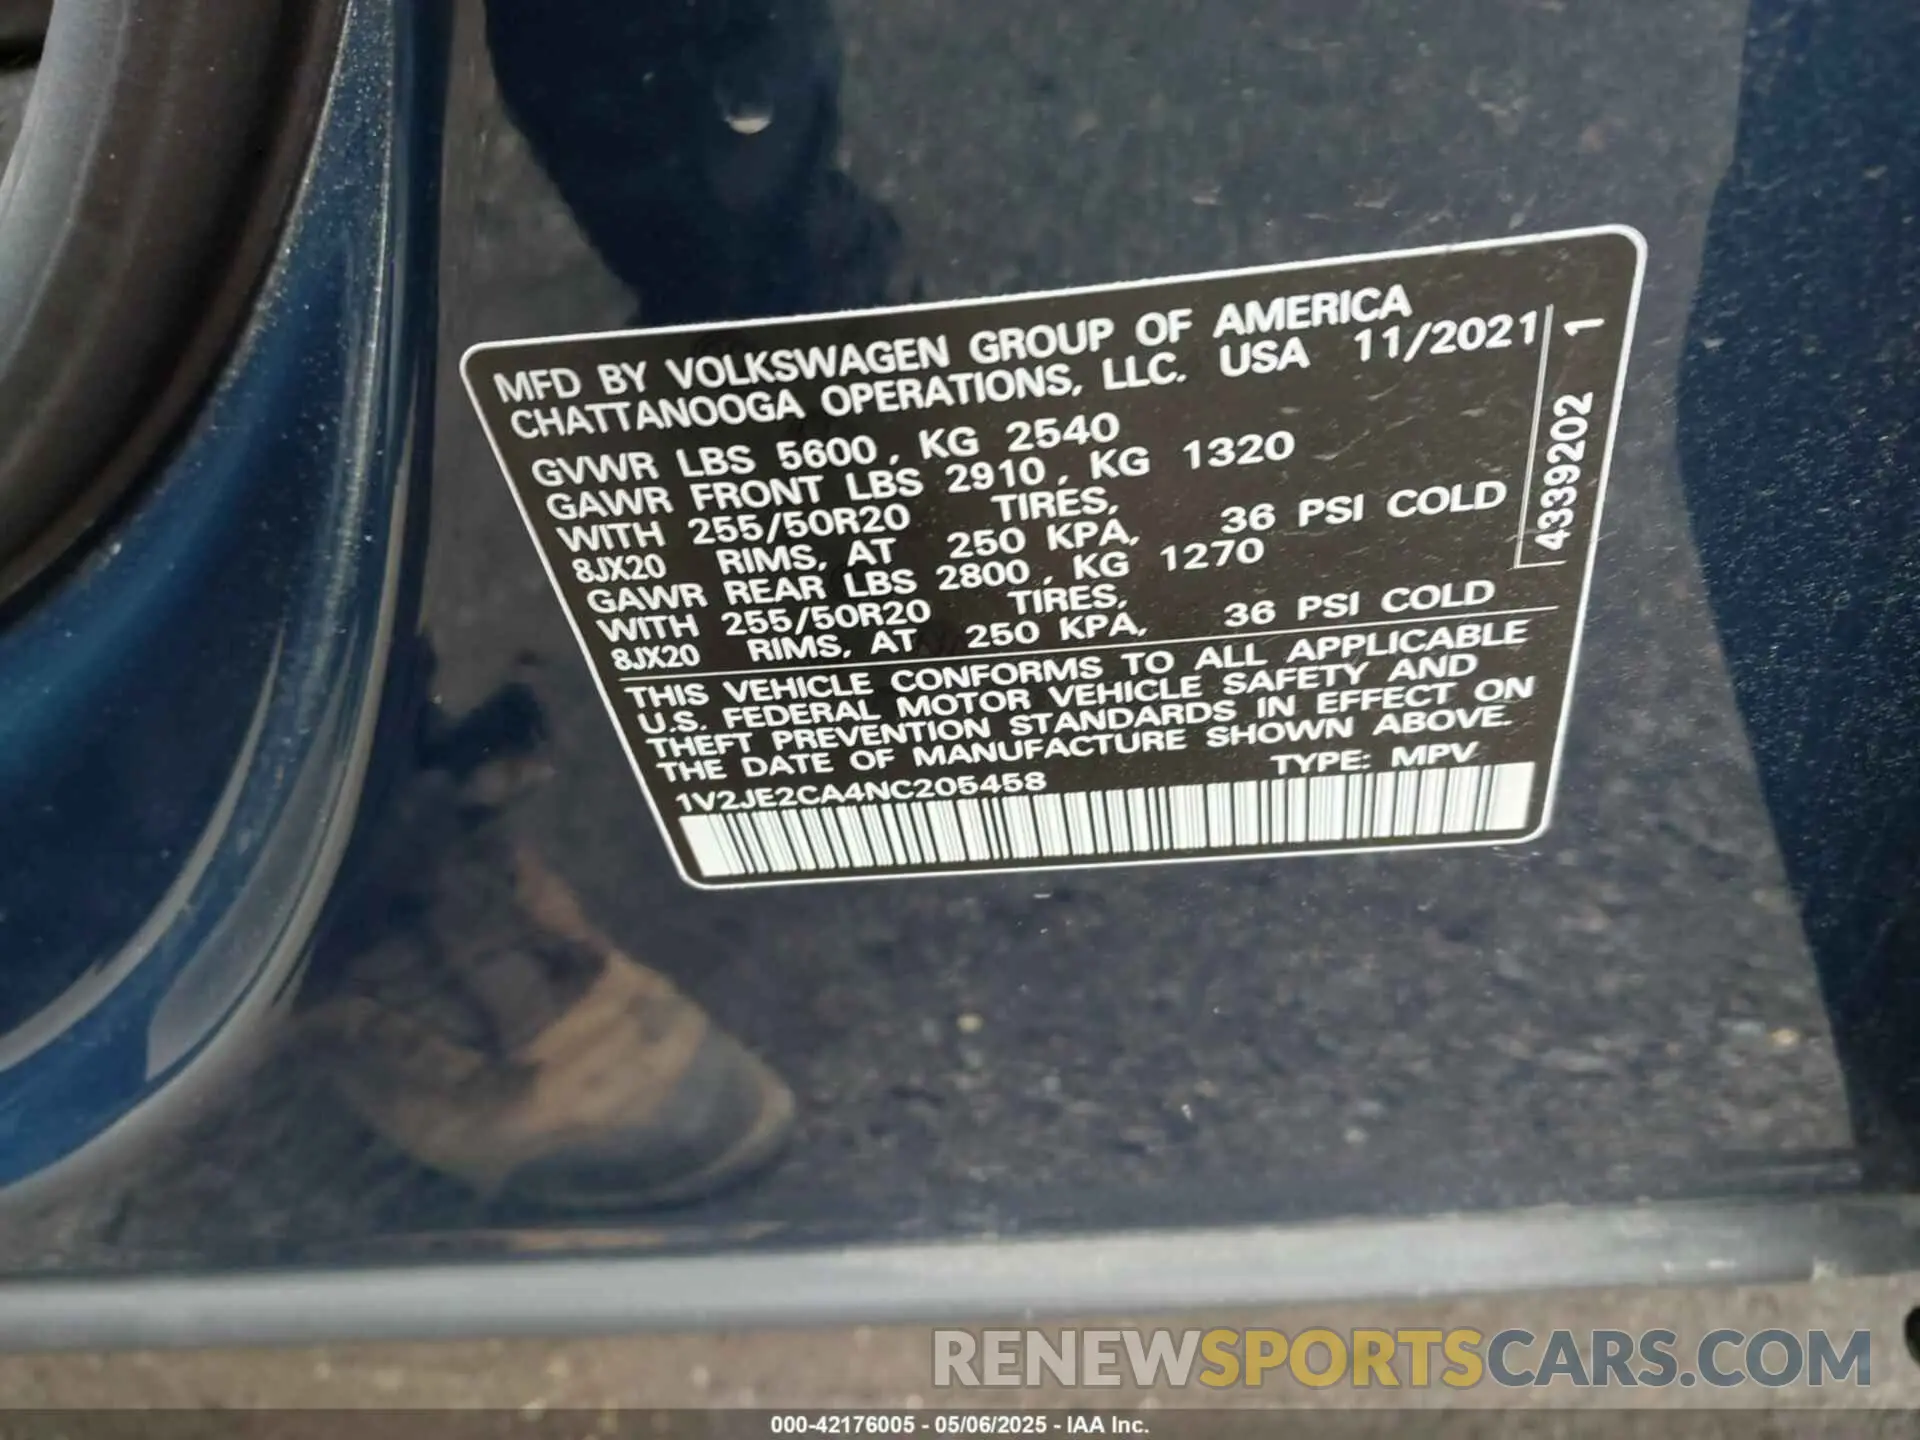 MFD BY VOLKSWAGEN GROUP OF AMERICA
CHATTANOOGA OPERATIONS, LLC. USA 11/2021
GVWR LBS 5600, KG 2540
GAWR FRONT LBS 2910, KG 1320
WITH 255/50R20 TIRES,
8JX20 RIMS, AT 250 KPA, 36 PSI COLD
GAWR REAR LBS 2800, KG 1270
WITH 255/50R20 TIRES,
8JX20 RIMS, AT 250 KPA, 36 PSI COLD
THIS VEHICLE CONFORMS TO ALL APPLICABLE
U.S. FEDERAL MOTOR VEHICLE SAFETY AND
THEFT PREVENTION STANDARDS IN EFFECT ON
THE DATE OF MANUFACTURE SHOWN ABOVE.
1V2JE2CA4NC205458 TYPE: MPV
4339202 1
RENEWSPORTSCARS.COM
000-42176005 - 05/06/2025 - IAA Inc.